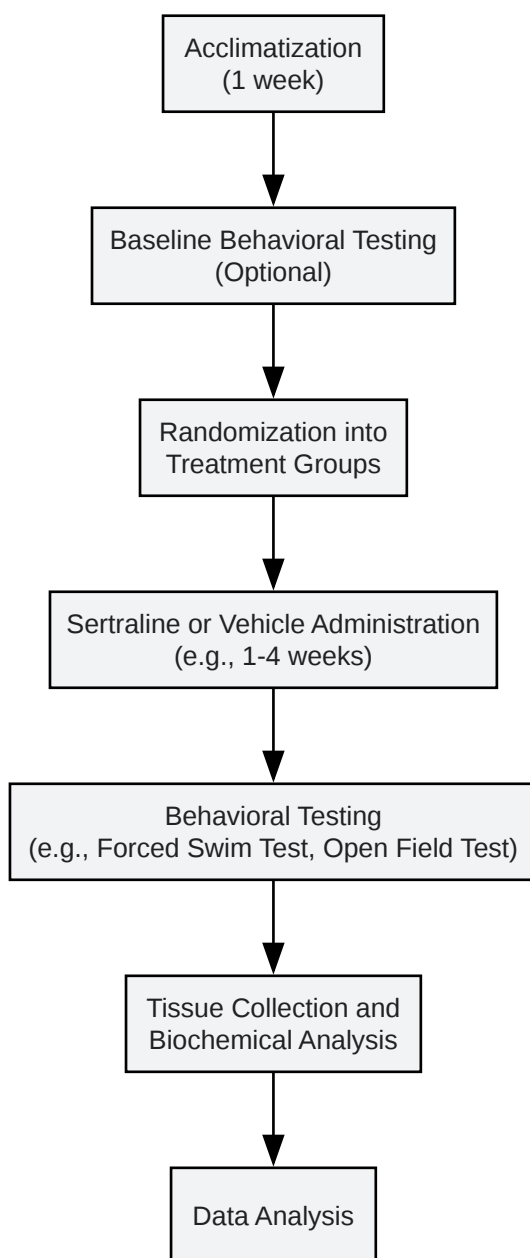 Acclimatization
(1 week)
Baseline Behavioral Testing
(Optional)
Randomization into
Treatment Groups
Sertraline or Vehicle Administration
(e.g., 1-4 weeks)
Behavioral Testing
(e.g., Forced Swim Test, Open Field Test)
Tissue Collection and
Biochemical Analysis
Data Analysis